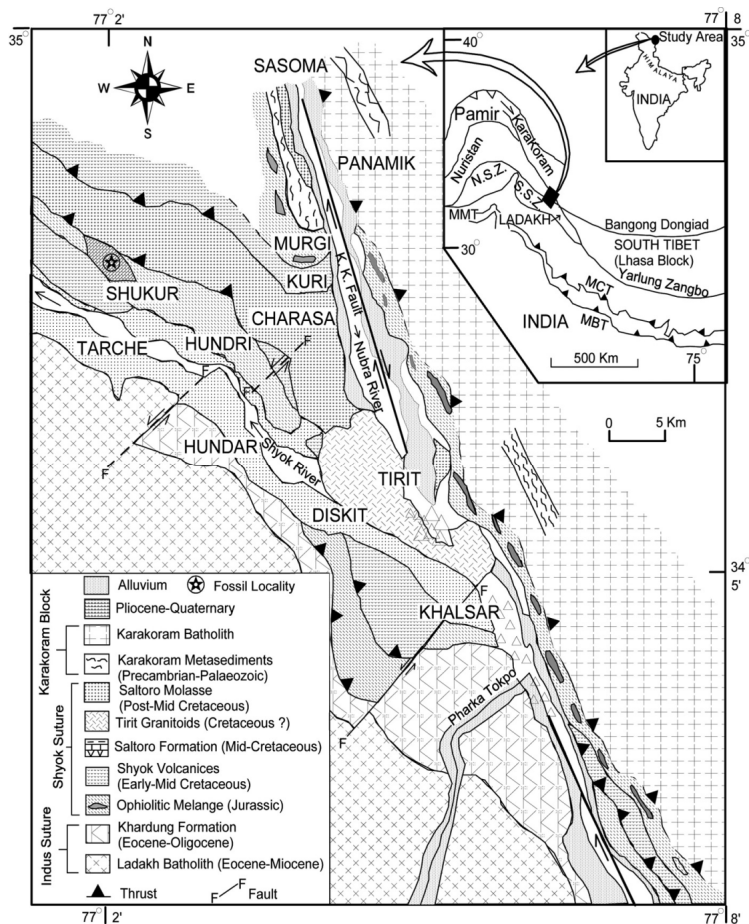 77° 2'
77° 8'
35°
35°
N
W
E
S
SASOMA
PANAMIK
MURGI
KURI
SHUKUR
CHARASA
K. K. Fault
Nubra River
TARCHE
HUNDRI
F
F
F
F
HUNDAR
Shyok River
TIRIT
DISKIT
F
KHALSAR
Pharka Tokpo
F
40°
Study Area
HIMALAYA
INDIA
Pamir
Karakoram
Nuristan
N.S.Z.
S.S.Z
MMT
LADAKH
Bangong Dongiad
30°
SOUTH TIBET
(Lhasa Block)
Yarlung Zangbo
MCT
INDIA
MBT
500 Km
75°
0 5 Km
34°
5'
Alluvium
Fossil Locality
Pliocene-Quaternary
Karakoram Block
Karakoram Batholith
Karakoram Metasediments
(Precambrian-Palaeozoic)
Shyok Suture
Saltoro Molasse
(Post-Mid Cretaceous)
Tirit Granitoids (Cretaceous ?)
Saltoro Formation (Mid-Cretaceous)
Shyok Volcanices
(Early-Mid Cretaceous)
Ophiolitic Melange (Jurassic)
Indus Suture
Khardung Formation
(Eocene-Oligocene)
Ladakh Batholith (Eocene-Miocene)
Thrust
F F Fault
77° 2'
77° 8'